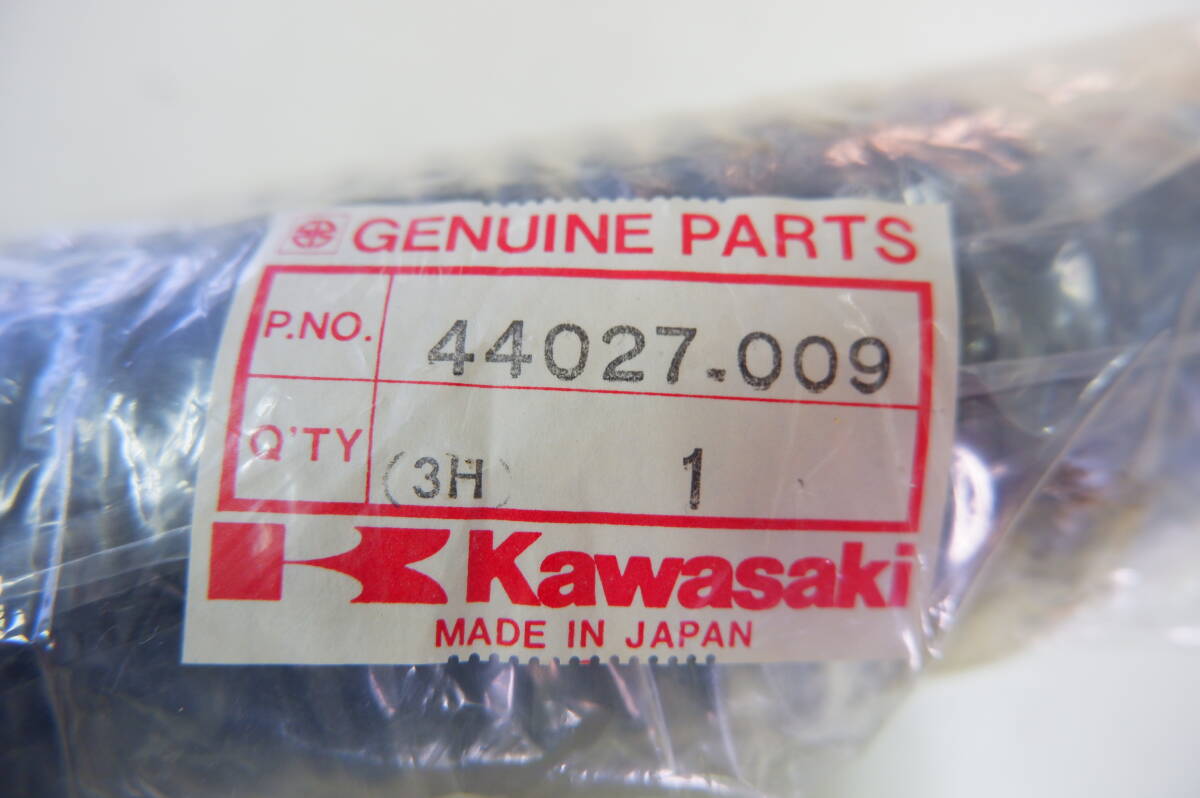 GENUINE PARTS
P.NO. 44027-009
Q'TY (3H) 1
Kawasaki
MADE IN JAPAN